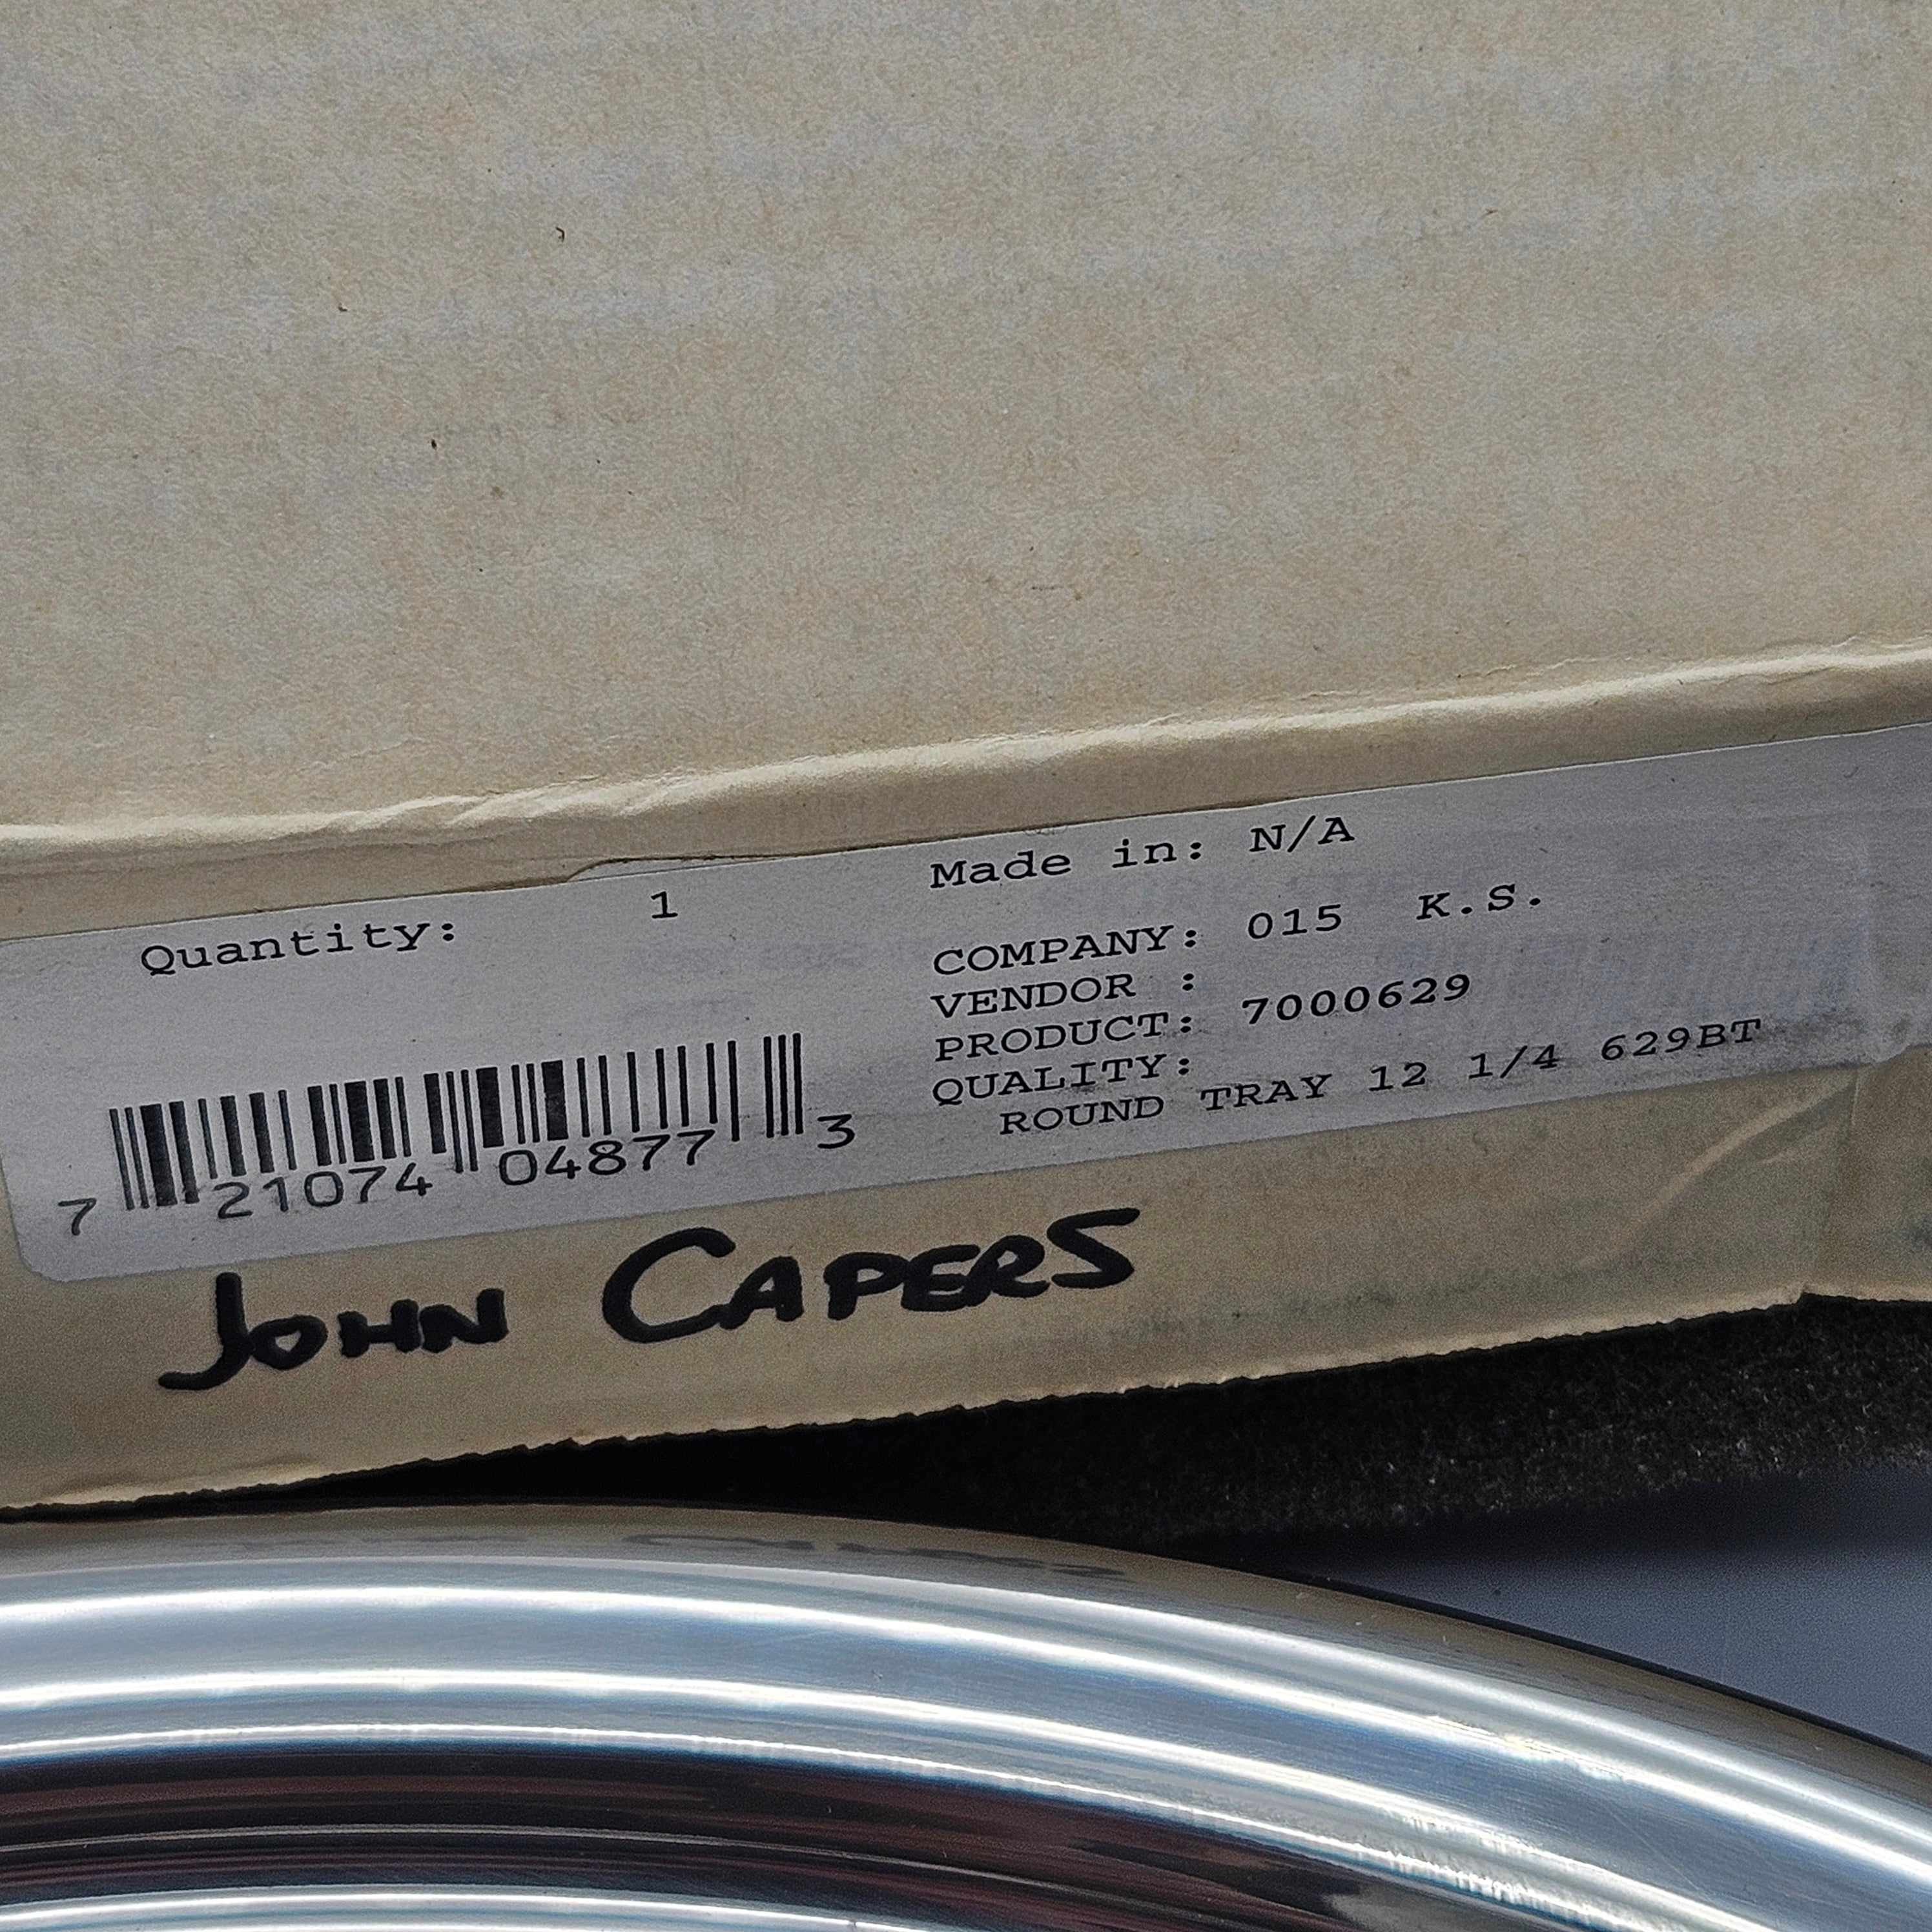 Quantity: 1
7 21074 04877 3
Made in: N/A
COMPANY: 015 K.S.
VENDOR :
PRODUCT: 7000629
QUALITY:
ROUND TRAY 12 1/4 629BT
JOHN CAPERS